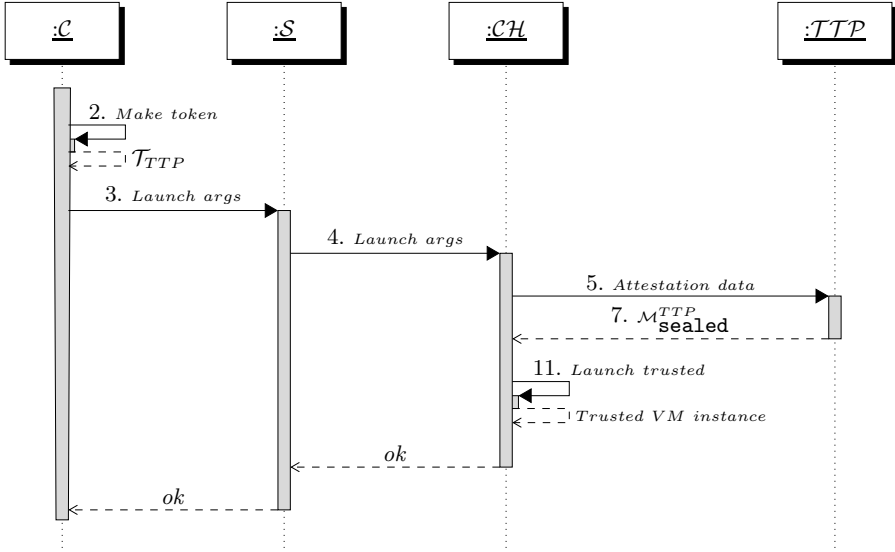 :C :S :CH :TTP
2. Make token
T_TTP
3. Launch args
4. Launch args
5. Attestation data
7. M^TTP_sealed
11. Launch trusted
Trusted VM instance
ok
ok